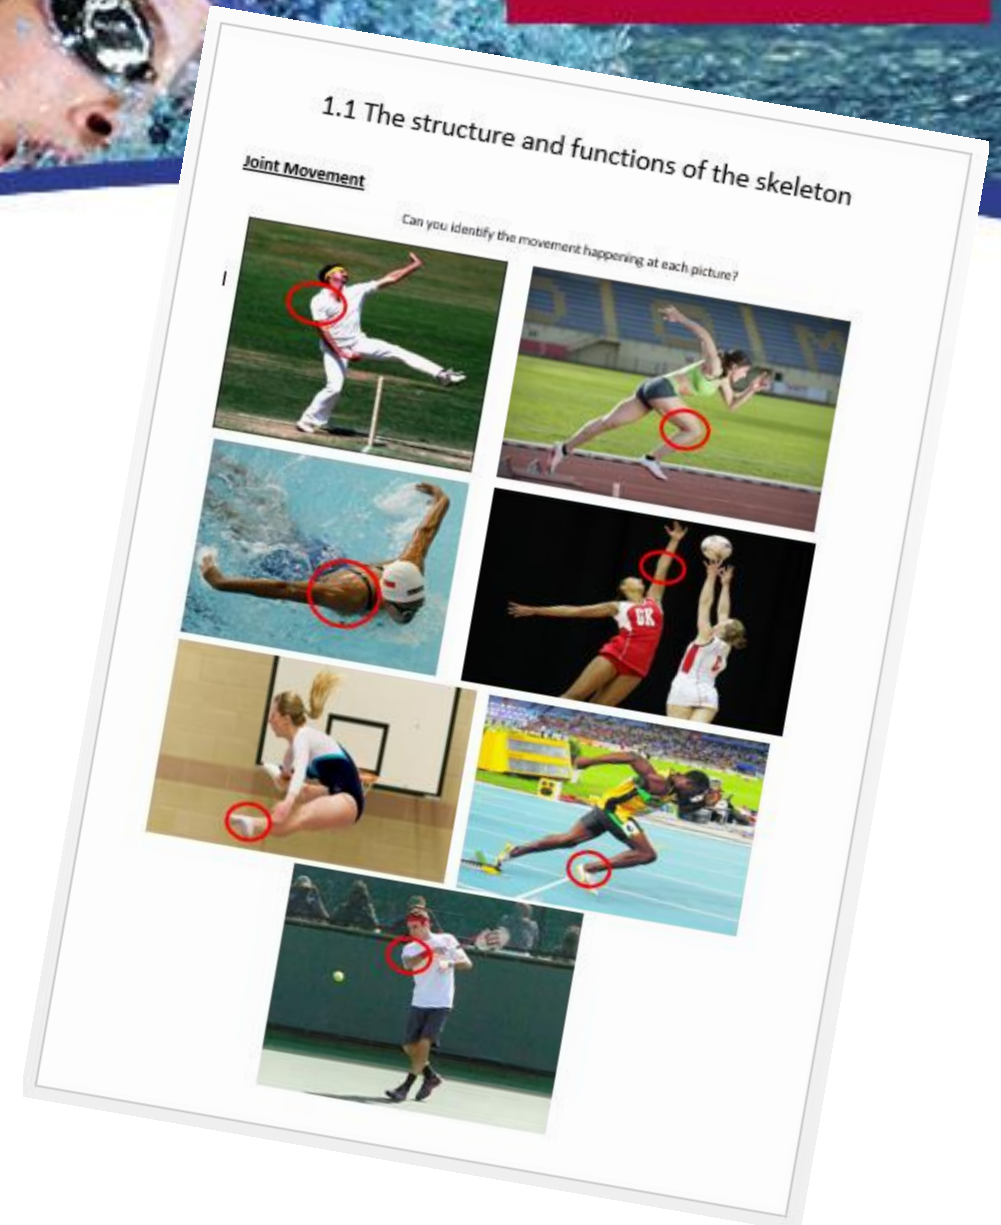 1.1 The structure and functions of the skeleton
Joint Movement
Can you identify the movement happening at each picture?
GK